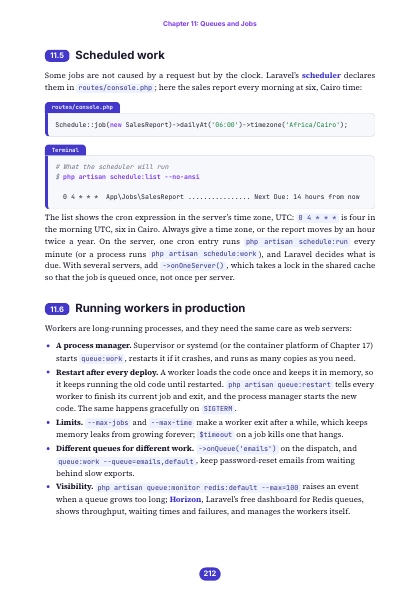 Chapter 11: Queues and Jobs
11.5 Scheduled work
Some jobs are not caused by a request but by the clock. Laravel's scheduler declares
them in routes/console.php; here the sales report every morning at six, Cairo time:
routes/console.php
Schedule::job(new SalesReport)->dailyAt('06:00')->timezone('Africa/Cairo');
Terminal
# What the scheduler will run
$ php artisan schedule:list --no-ansi
0 4 * * * App\Jobs\SalesReport ............... Next Due: 14 hours from now
The list shows the cron expression in the server's time zone, UTC: 0 4 * * * is four in
the morning UTC, six in Cairo. Always give a time zone, or the report moves by an hour
twice a year. On the server, one cron entry runs php artisan schedule:run every
minute (or a process runs php artisan schedule:work), and Laravel decides what is
due. With several servers, add ->onOneServer(), which takes a lock in the shared cache
so that the job is queued once, not once per server.
11.6 Running workers in production
Workers are long-running processes, and they need the same care as web servers:
• A process manager. Supervisor or systemd (or the container platform of Chapter 17)
starts queue:work, restarts it if it crashes, and runs as many copies as you need.
• Restart after every deploy. A worker loads the code once and keeps it in memory, so
it keeps running the old code until restarted. php artisan queue:restart tells every
worker to finish its current job and exit, and the process manager starts the new
code. The same happens gracefully on SIGTERM.
• Limits. --max-jobs and --max-time make a worker exit after a while, which keeps
memory leaks from growing forever; $timeout on a job kills one that hangs.
• Different queues for different work. ->onQueue('emails') on the dispatch, and
queue:work --queue=emails,default, keep password-reset emails from waiting
behind slow exports.
• Visibility. php artisan queue:monitor redis:default --max=100 raises an event
when a queue grows too long; Horizon, Laravel's free dashboard for Redis queues,
shows throughput, waiting times and failures, and manages the workers itself.
212